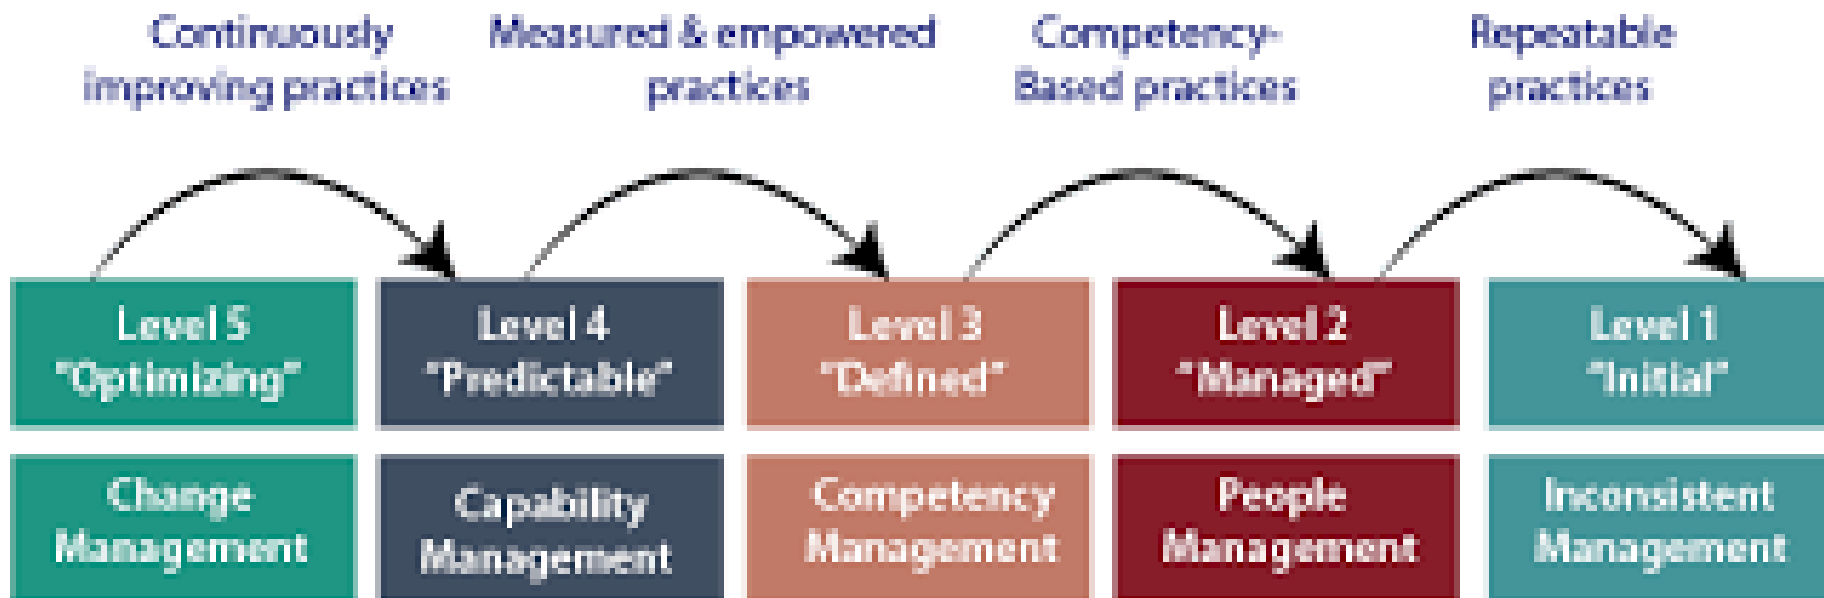 Continuously
improving practices
Measured & empowered
practices
Competency-
Based practices
Repeatable
practices
Level 5
"Optimizing"
Level 4
"Predictable"
Level 3
"Defined"
Level 2
"Managed"
Level 1
"Initial"
Change
Management
Capability
Management
Competency
Management
People
Management
Inconsistent
Management